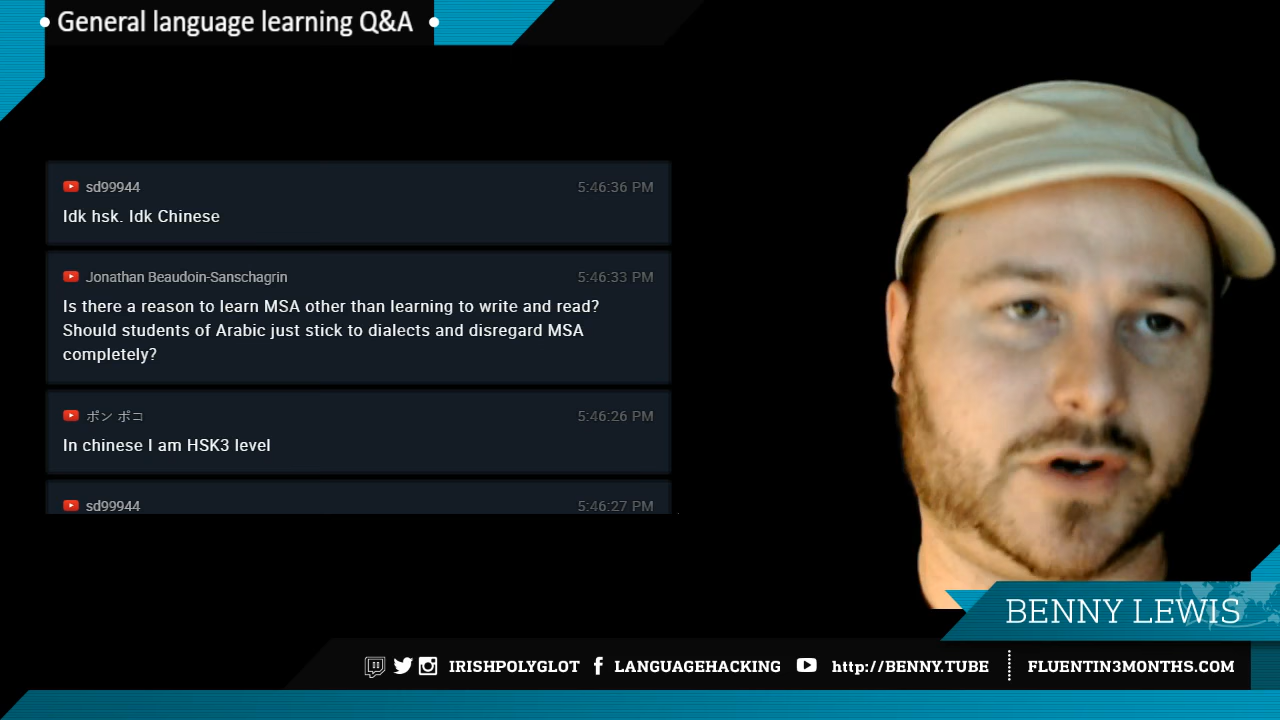 General language learning Q&A
sd99944 5:46:36 PM
Idk hsk. Idk Chinese
Jonathan Beaudoin-Sanschagrin 5:46:33 PM
Is there a reason to learn MSA other than learning to write and read?
Should students of Arabic just stick to dialects and disregard MSA
completely?
ポン ポコ 5:46:26 PM
In chinese I am HSK3 level
sd99944 5:46:27 PM
BENNY LEWIS
IRISHPOLYGLOT LANGUAGEHACKING http://BENNY.TUBE FLUENTIN3MONTHS.COM